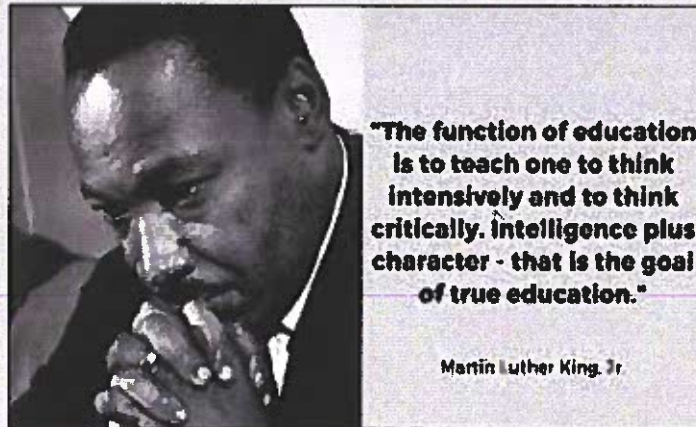 "The function of education
is to teach one to think
intensively and to think
critically. Intelligence plus
character - that is the goal
of true education."
Martin Luther King, Jr